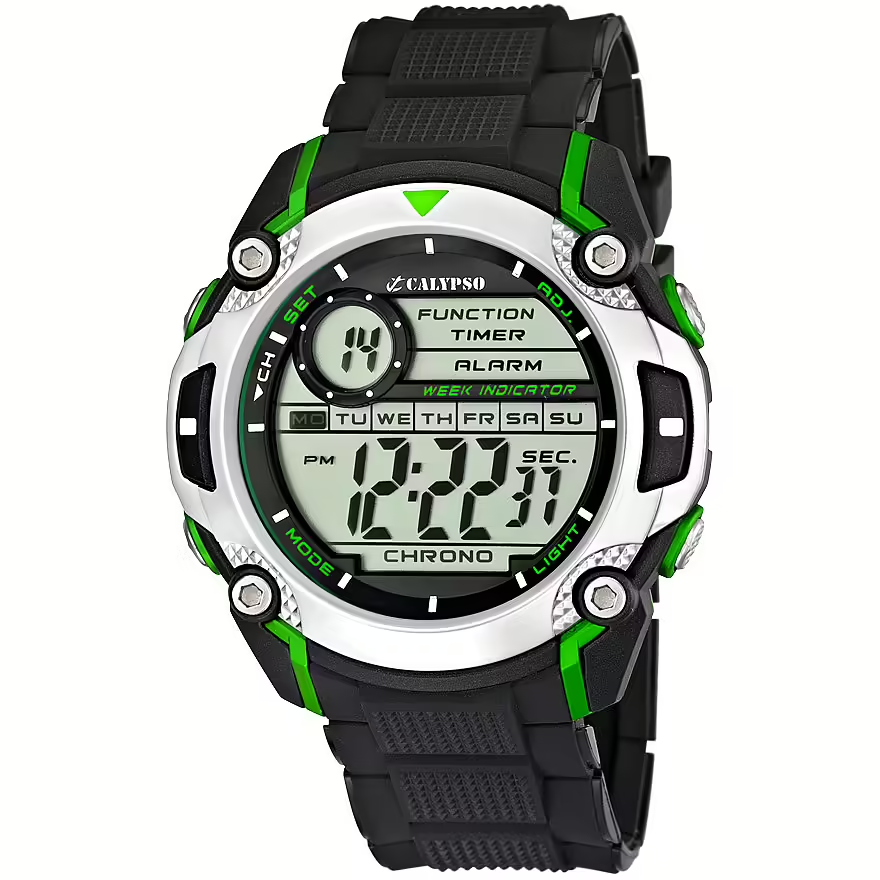 CALYPSO
SET
ADJ.
FUNCTION
TIMER
14
ALARM
CH
WEEK INDICATOR
MO TU WE TH FR SA SU
PM 12:22 37 SEC.
CHRONO
MODE
LIGHT